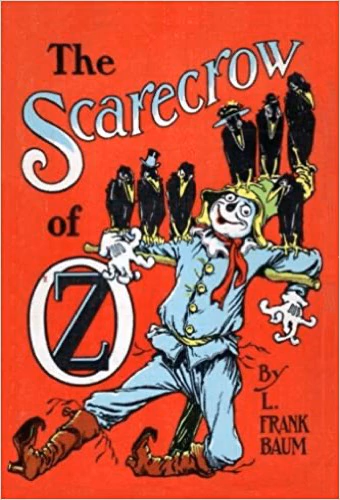 The
Scarecrow
of
OZ
By
L.
FRANK
BAUM